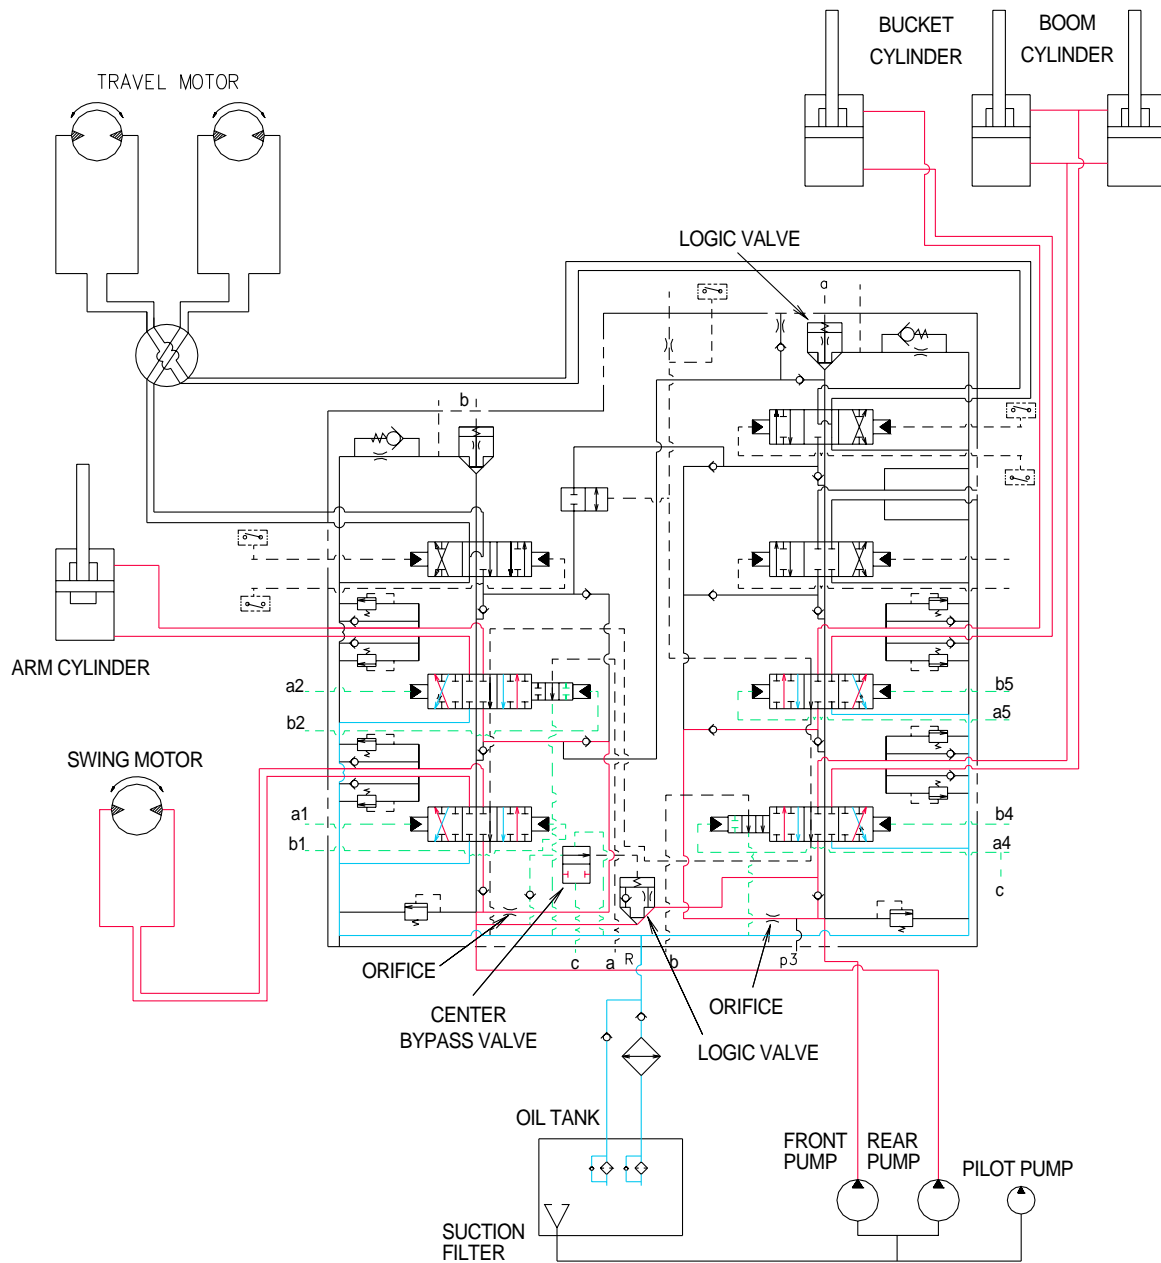 BUCKET
CYLINDER
BOOM
CYLINDER
TRAVEL MOTOR
LOGIC VALVE
a
b
ARM CYLINDER
a2
b2
b5
a5
SWING MOTOR
a1
b1
b4
a4
c
ORIFICE
c
a
R
b
p3
CENTER
BYPASS VALVE
ORIFICE
LOGIC VALVE
OIL TANK
FRONT
PUMP
REAR
PUMP
PILOT PUMP
SUCTION
FILTER